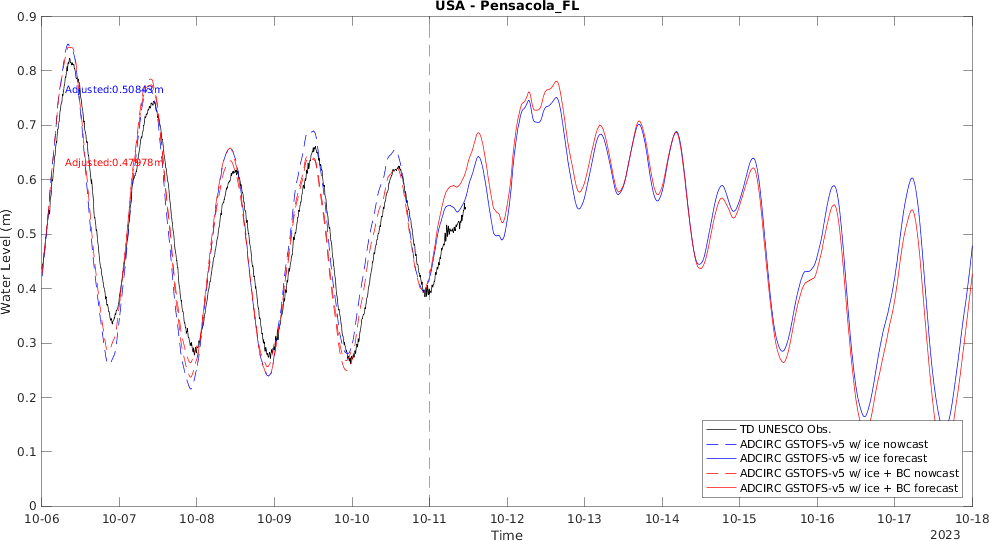 USA - Pensacola_FL
0.9
0.8
0.7
0.6
0.5
0.4
0.3
0.2
0.1
0
Water Level (m)
Adjusted:0.50843m
Adjusted:0.47978m
TD UNESCO Obs.
ADCIRC GSTOFS-v5 w/ ice nowcast
ADCIRC GSTOFS-v5 w/ ice forecast
ADCIRC GSTOFS-v5 w/ ice + BC nowcast
ADCIRC GSTOFS-v5 w/ ice + BC forecast
10-06 10-07 10-08 10-09 10-10 10-11 10-12 10-13 10-14 10-15 10-16 10-17 10-18
Time
2023